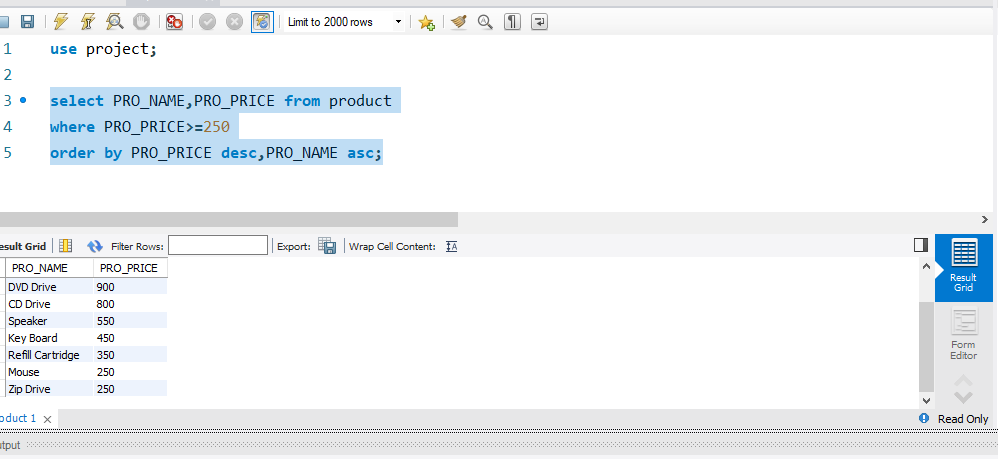 Limit to 2000 rows
1 use project;
2
3 select PRO_NAME,PRO_PRICE from product
4 where PRO_PRICE>=250
5 order by PRO_PRICE desc,PRO_NAME asc;
esult Grid Filter Rows: Export: Wrap Cell Content: IA
PRO_NAME PRO_PRICE
DVD Drive 900
CD Drive 800
Speaker 550
Key Board 450
Refill Cartridge 350
Mouse 250
Zip Drive 250
Result
Grid
Form
Editor
oduct 1 x
Read Only
utput